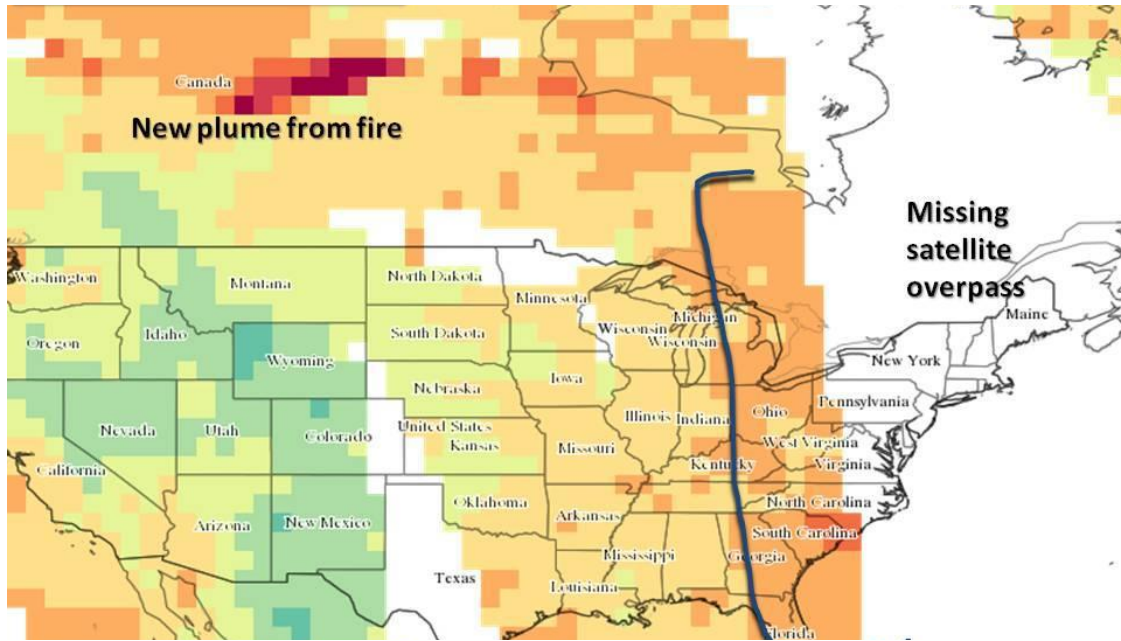 Canada
New plume from fire
Missing
satellite
overpass
Washington
Montana
North Dakota
Minnesota
Maine
Oregon
Idaho
Wyoming
South Dakota
Wisconsin
Michigan
Wisconsin
New York
Nebraska
Iowa
Pennsylvania
Nevada
Utah
Colorado
United States
Kansas
Illinois
Indiana
Ohio
West Virginia
California
Missouri
Kentucky
Virginia
Arizona
New Mexico
Oklahoma
Arkansas
North Carolina
South Carolina
Texas
Mississippi
Georgia
Louisiana
Florida